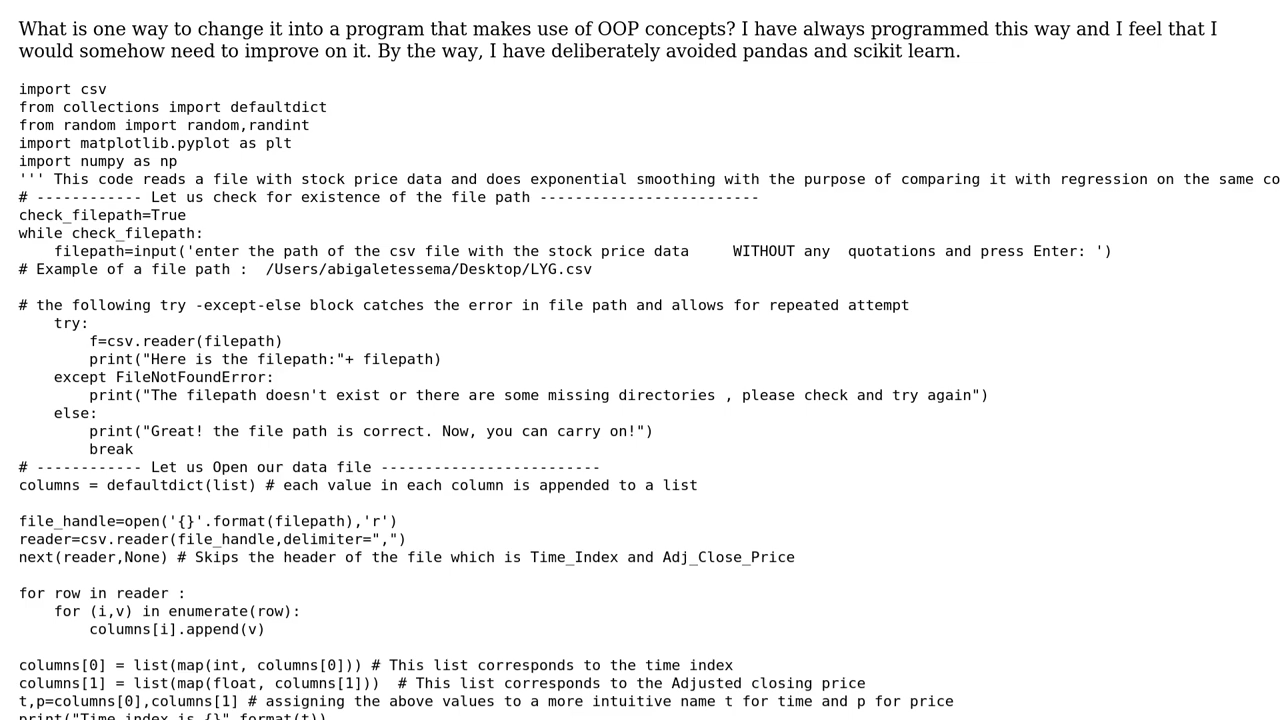 What is one way to change it into a program that makes use of OOP concepts? I have always programmed this way and I feel that I
would somehow need to improve on it. By the way, I have deliberately avoided pandas and scikit learn.
import csv
from collections import defaultdict
from random import random,randint
import matplotlib.pyplot as plt
import numpy as np
''' This code reads a file with stock price data and does exponential smoothing with the purpose of comparing it with regression on the same co
# ------------ Let us check for existence of the file path -------------------------
check_filepath=True
while check_filepath:
    filepath=input('enter the path of the csv file with the stock price data     WITHOUT any  quotations and press Enter: ')
# Example of a file path :  /Users/abigaletessema/Desktop/LYG.csv
# the following try -except-else block catches the error in file path and allows for repeated attempt
    try:
        f=csv.reader(filepath)
        print("Here is the filepath:"+ filepath)
    except FileNotFoundError:
        print("The filepath doesn't exist or there are some missing directories , please check and try again")
    else:
        print("Great! the file path is correct. Now, you can carry on!")
        break
# ------------ Let us Open our data file -------------------------
columns = defaultdict(list) # each value in each column is appended to a list
file_handle=open('{}'.format(filepath),'r')
reader=csv.reader(file_handle,delimiter=",")
next(reader,None) # Skips the header of the file which is Time_Index and Adj_Close_Price
for row in reader :
    for (i,v) in enumerate(row):
        columns[i].append(v)
columns[0] = list(map(int, columns[0])) # This list corresponds to the time index
columns[1] = list(map(float, columns[1]))  # This list corresponds to the Adjusted closing price
t,p=columns[0],columns[1] # assigning the above values to a more intuitive name t for time and p for price
print("Time index is {}".format(t))